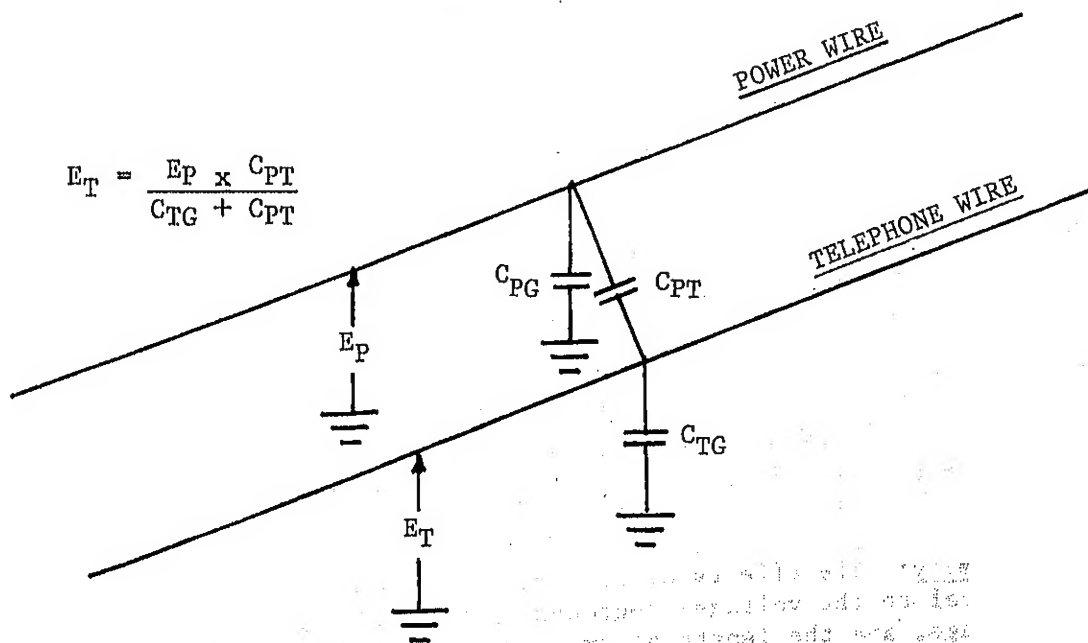 POWER WIRE
E_T = E_P x C_PT
C_TG + C_PT
TELEPHONE WIRE
C_PG
C_PT
E_P
C_TG
E_T